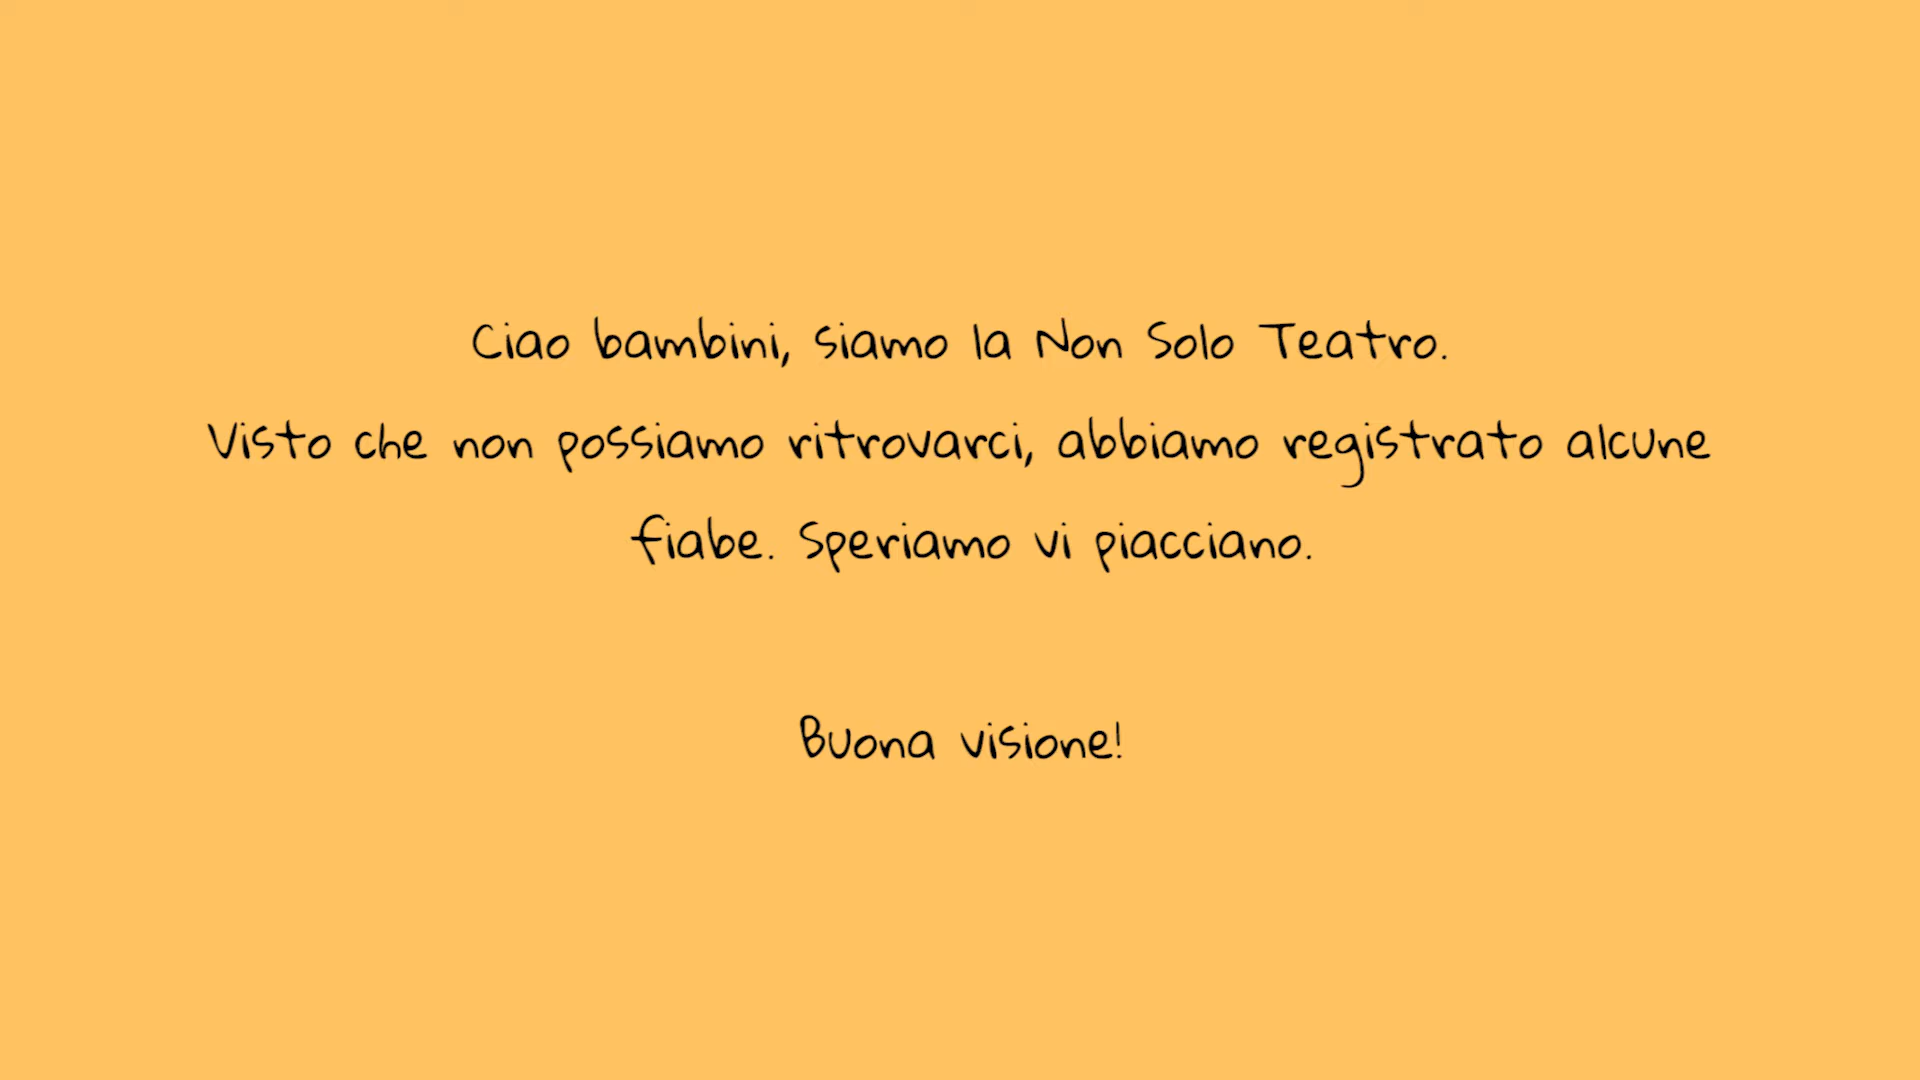 Ciao bambini, siamo la Non Solo Teatro.
Visto che non possiamo ritrovarci, abbiamo registrato alcune
fiabe. Speriamo vi piacciano.
Buona visione!